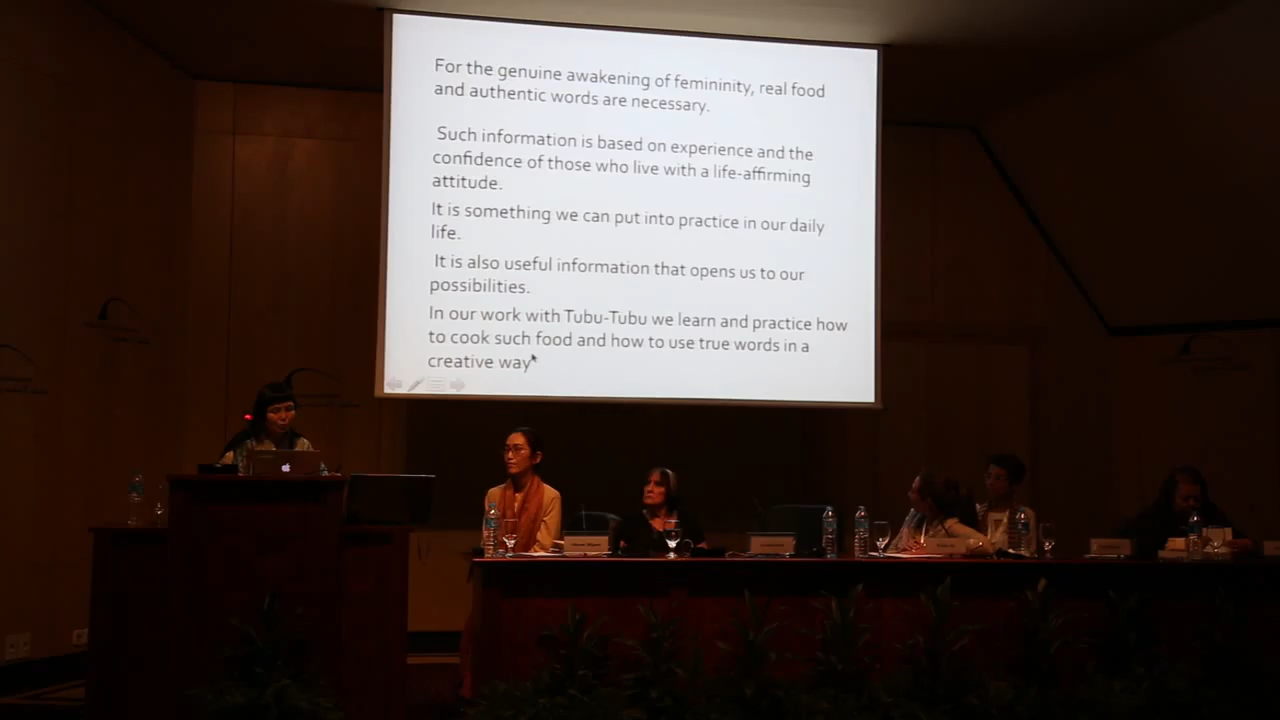 For the genuine awakening of femininity, real food
and authentic words are necessary.
Such information is based on experience and the
confidence of those who live with a life-affirming
attitude.
It is something we can put into practice in our daily
life.
It is also useful information that opens us to our
possibilities.
In our work with Tubu-Tubu we learn and practice how
to cook such food and how to use true words in a
creative way